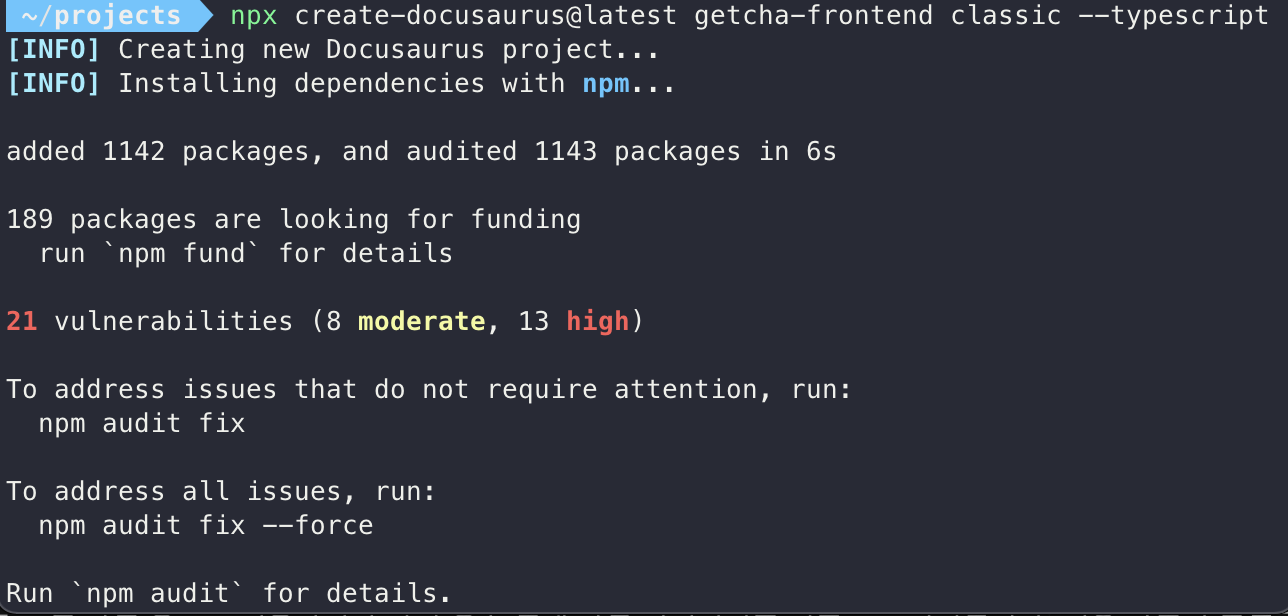 ~/projects npx create-docusaurus@latest getcha-frontend classic --typescript
[INFO] Creating new Docusaurus project...
[INFO] Installing dependencies with npm...
added 1142 packages, and audited 1143 packages in 6s
189 packages are looking for funding
run `npm fund` for details
21 vulnerabilities (8 moderate, 13 high)
To address issues that do not require attention, run:
npm audit fix
To address all issues, run:
npm audit fix --force
Run `npm audit` for details.